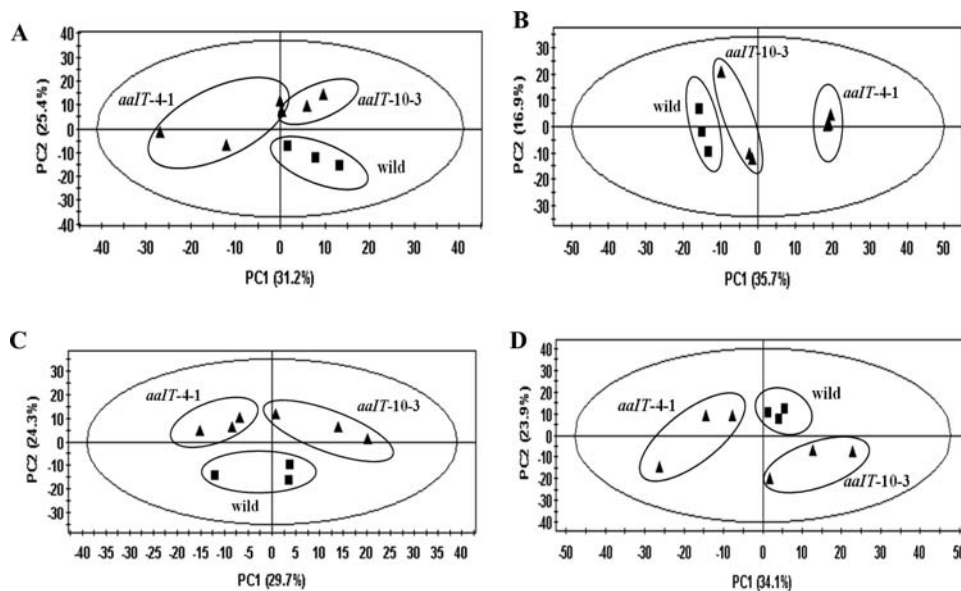 A
40
30
20
10
0
-10
-20
-30
-40
PC2 (25.4%)
aaIT-4-1
aaIT-10-3
wild
-40 -30 -20 -10 0 10 20 30 40
PC1 (31.2%)
B
30
20
10
0
-10
-20
-30
PC2 (16.9%)
wild
aaIT-10-3
aaIT-4-1
-50 -40 -30 -20 -10 0 10 20 30 40 50
PC1 (35.7%)
C
30
20
10
0
-10
-20
-30
PC2 (24.3%)
aaIT-4-1
aaIT-10-3
wild
-40 -35 -30 -25 -20 -15 -10 -5 0 5 10 15 20 25 30 35 40
PC1 (29.7%)
D
40
30
20
10
0
-10
-20
-30
-40
PC2 (23.9%)
aaIT-4-1
wild
aaIT-10-3
-50 -40 -30 -20 -10 0 10 20 30 40 50
PC1 (34.1%)